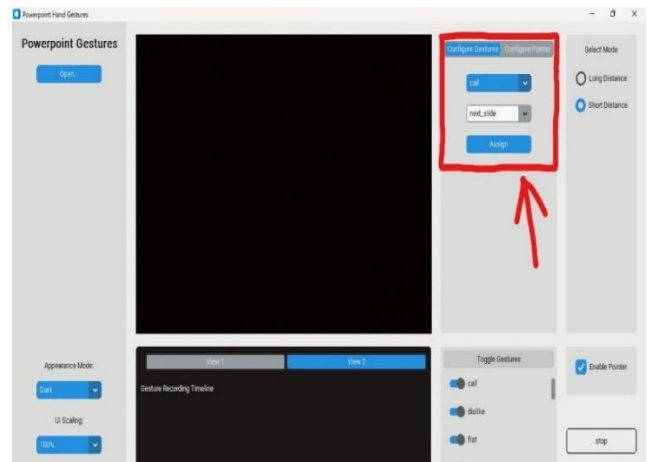 Powerpoint Hand Gestures
Powerpoint Gestures
Open..
Configure Gestures Configure Pointer
call
next_slide
Assign
Select Mode
Long Distance
Short Distance
Appearance Mode:
Dark
UI Scaling:
100%
View 1 View 2
Gesture Recording Timeline
Toggle Gestures
call
dislike
fist
Enable Pointer
stop